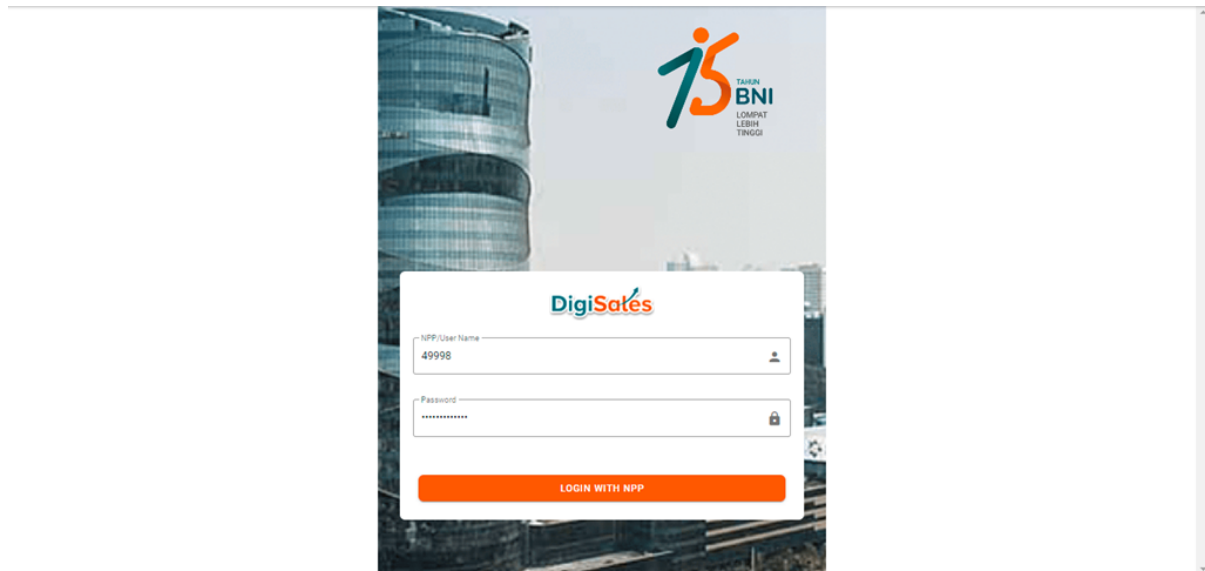 75
TAHUN
BNI
LOMPAT
LEBIH
TINGGI
DigiSales
NPP/User Name
49998
Password
•••••••••••••
LOGIN WITH NPP